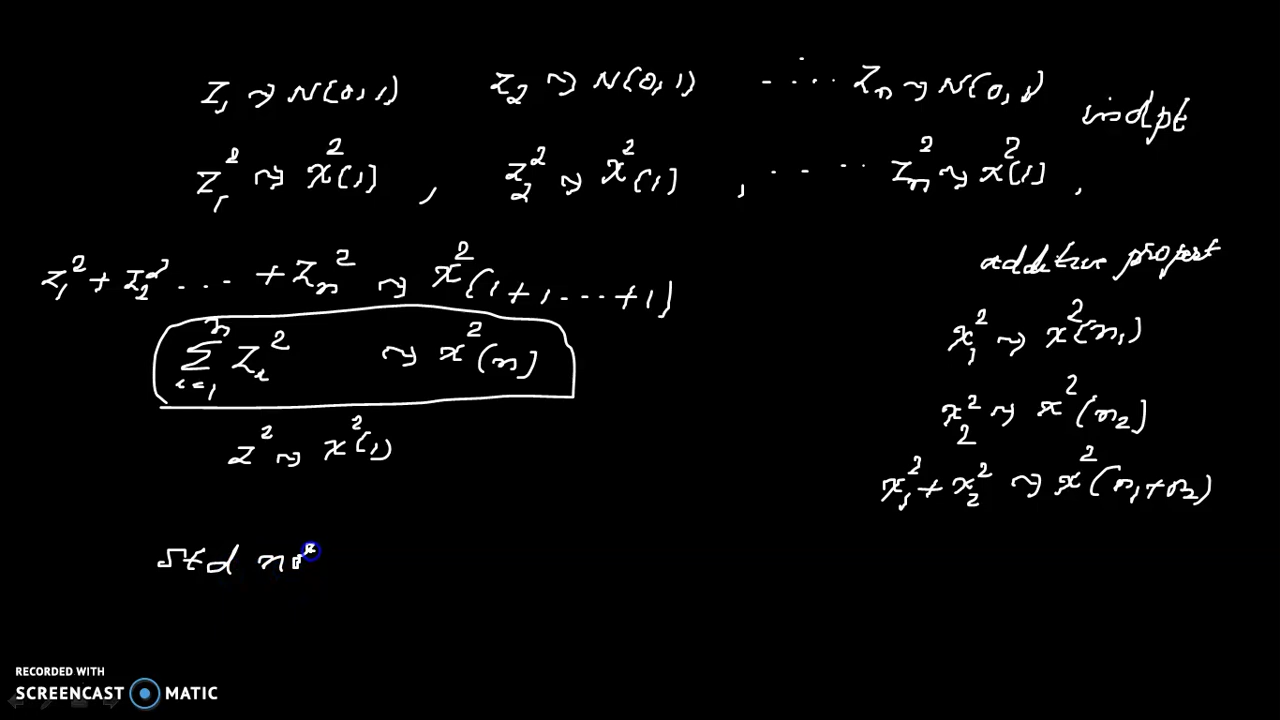 Z₁ ~ N(0,1) Z₂ ~ N(0,1) ...... Zₙ ~ N(0,1) indpt
Z₁² ~ χ²(1), Z₂² ~ χ²(1), ...... Zₙ² ~ χ²(1),
Z₁² + Z₂² .... + Zₙ² ~ χ²(1+1....+1)
∑ᵢ₌₁ⁿ Zᵢ² ~ χ²(n)
Z² ~ χ²(1)
additive propert
χ₁² ~ χ²(n₁)
χ₂² ~ χ²(n₂)
χ₁² + χ₂² ~ χ²(n₁+n₂)
std
RECORDED WITH
SCREENCAST MATIC